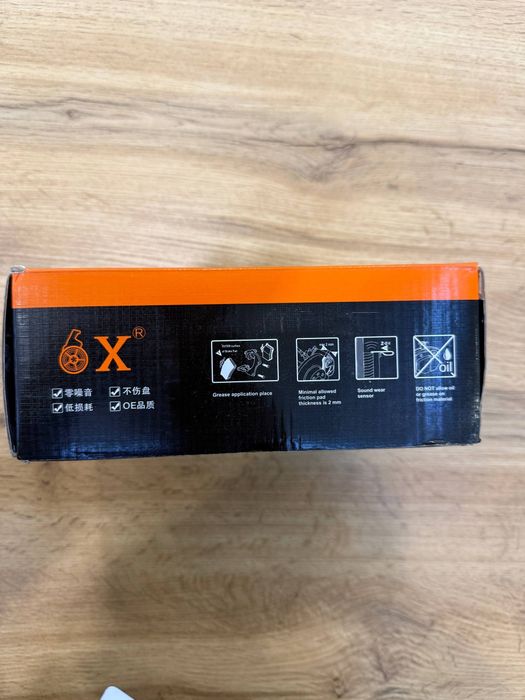 6X®
零噪音
不伤盘
低损耗
OE品质
Grease application place
Minimal allowed
friction pad
thickness is 2 mm
Sound wear
sensor
oil
DO NOT allow oil
or grease on
friction material